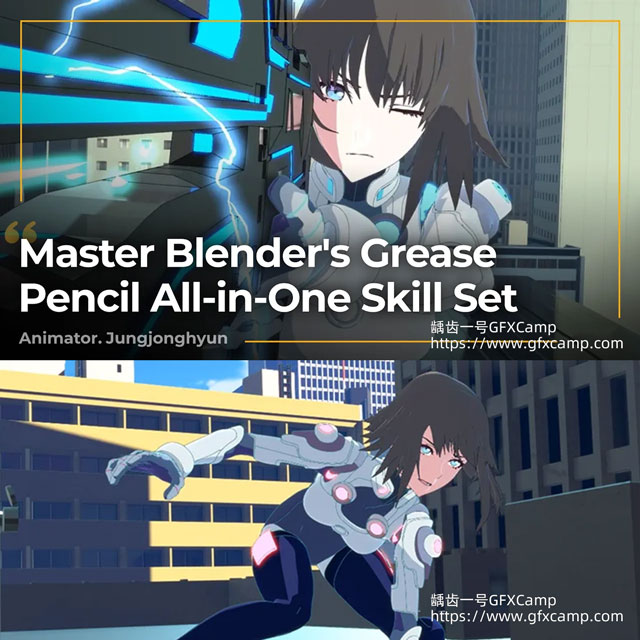 “
Master Blender's Grease
Pencil All-in-One Skill Set
Animator. Jungjonghyun
龋齿一号GFXCamp
https://www.gfxcamp.com
龋齿一号GFXCamp
https://www.gfxcamp.com